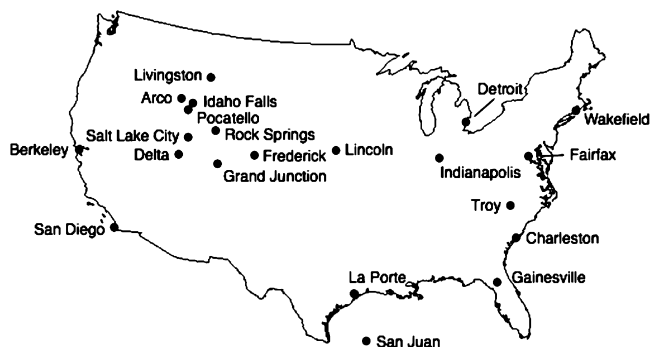 Livingston
Detroit
Arco
Idaho Falls
Pocatello
Wakefield
Rock Springs
Salt Lake City
Berkeley
Delta
Frederick
Lincoln
Fairfax
Indianapolis
Grand Junction
Troy
San Diego
Charleston
La Porte
Gainesville
San Juan